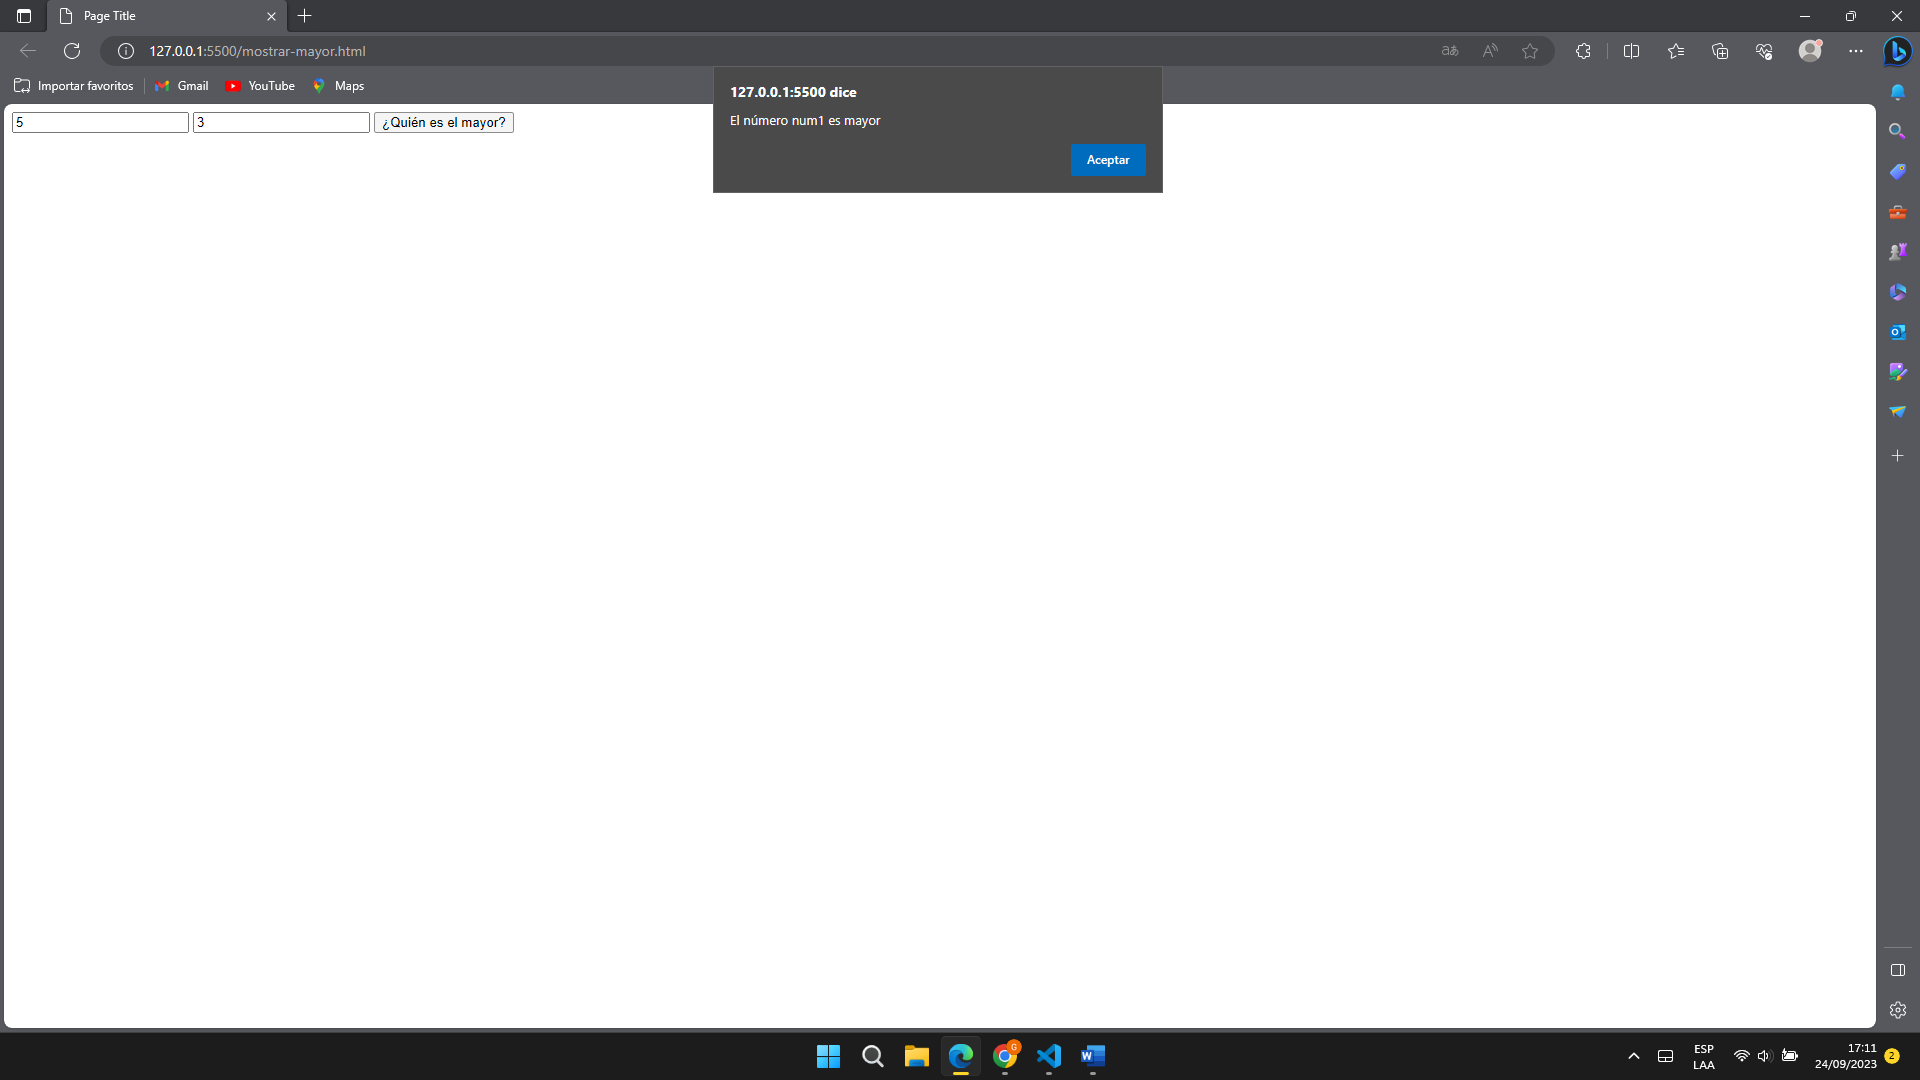 Page Title
127.0.0.1:5500/mostrar-mayor.html
Importar favoritos
Gmail
YouTube
Maps
127.0.0.1:5500 dice
El número num1 es mayor
Aceptar
5
3
¿Quién es el mayor?
G
W
ESP
LAA
17:11
24/09/2023
2